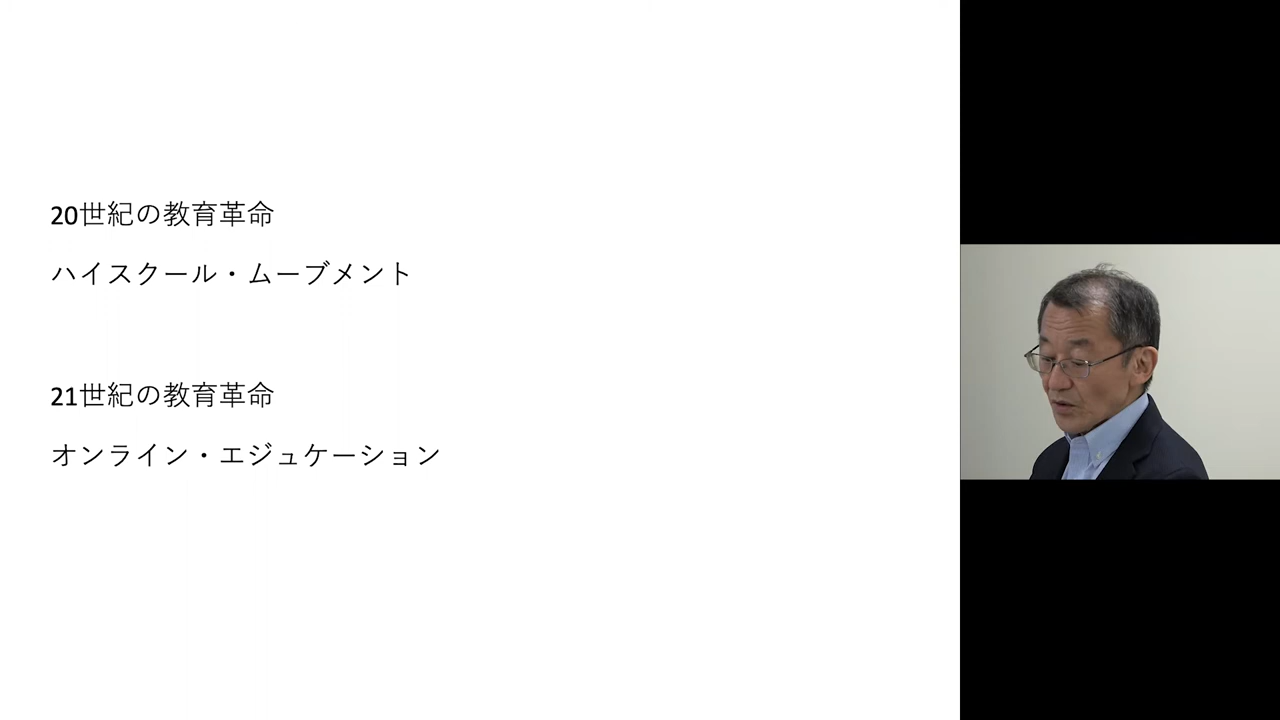 20世紀の教育革命
ハイスクール・ムーブメント
21世紀の教育革命
オンライン・エジュケーション